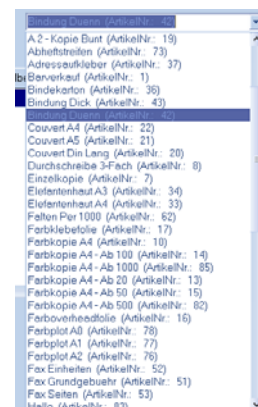 Bindung Duenn (ArtikelNr.: 42)
A 2 - Kopie Bunt (ArtikelNr.: 19)
Abheftstreifen (ArtikelNr.: 73)
Adressaufkleber (ArtikelNr.: 37)
Barverkauf (ArtikelNr.: 1)
Bindekarton (ArtikelNr.: 36)
Bindung Dick (ArtikelNr.: 43)
Bindung Duenn (ArtikelNr.: 42)
Couvert A4 (ArtikelNr.: 22)
Couvert A5 (ArtikelNr.: 21)
Couvert Din Lang (ArtikelNr.: 20)
Durchschreibe 3-Fach (ArtikelNr.: 8)
Einzelkopie (ArtikelNr.: 7)
Elefantenhaut A3 (ArtikelNr.: 34)
Elefantenhaut A4 (ArtikelNr.: 33)
Falten Per 1000 (ArtikelNr.: 62)
Farbklebefolie (ArtikelNr.: 17)
Farbkopie A4 (ArtikelNr.: 10)
Farbkopie A4 - Ab 100 (ArtikelNr.: 14)
Farbkopie A4 - Ab 1000 (ArtikelNr.: 85)
Farbkopie A4 - Ab 20 (ArtikelNr.: 13)
Farbkopie A4 - Ab 50 (ArtikelNr.: 15)
Farbkopie A4 - Ab 500 (ArtikelNr.: 82)
Farboverheadfolie (ArtikelNr.: 16)
Farbplot A0 (ArtikelNr.: 78)
Farbplot A1 (ArtikelNr.: 77)
Farbplot A2 (ArtikelNr.: 76)
Fax Einheiten (ArtikelNr.: 52)
Fax Grundgebuehr (ArtikelNr.: 51)
Fax Seiten (ArtikelNr.: 53)